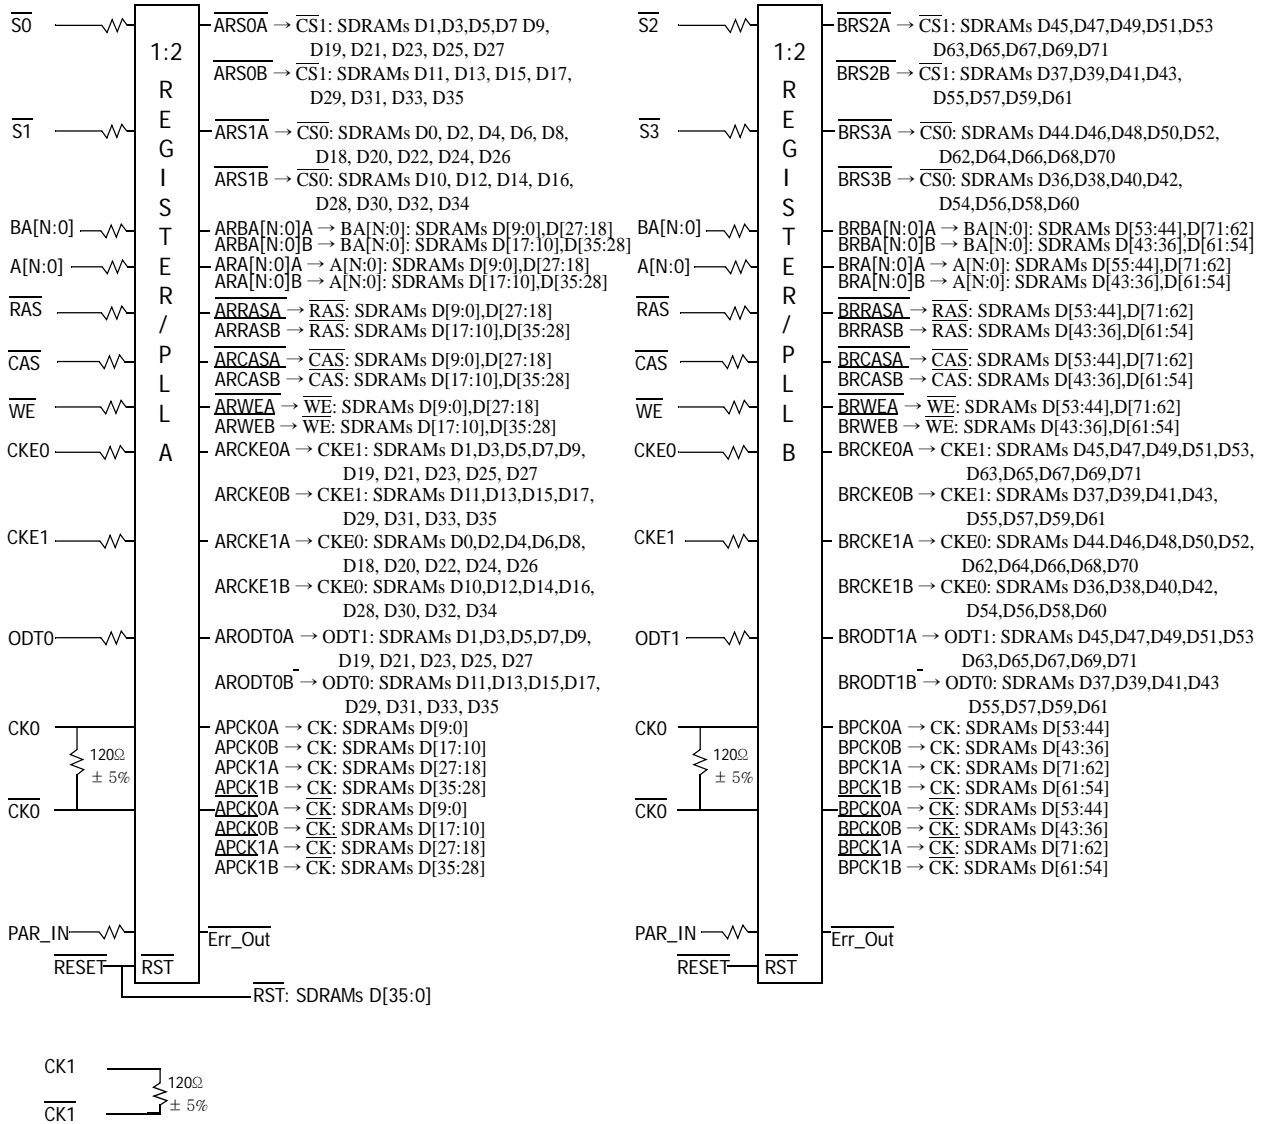 S0
ARS0A → CS1: SDRAMs D1,D3,D5,D7 D9,
D19, D21, D23, D25, D27
ARS0B → CS1: SDRAMs D11, D13, D15, D17,
D29, D31, D33, D35
S1
ARS1A → CS0: SDRAMs D0, D2, D4, D6, D8,
D18, D20, D22, D24, D26
ARS1B → CS0: SDRAMs D10, D12, D14, D16,
D28, D30, D32, D34
BA[N:0]
ARBA[N:0]A → BA[N:0]: SDRAMs D[9:0],D[27:18]
ARBA[N:0]B → BA[N:0]: SDRAMs D[17:10],D[35:28]
A[N:0]
ARA[N:0]A → A[N:0]: SDRAMs D[9:0],D[27:18]
ARA[N:0]B → A[N:0]: SDRAMs D[17:10],D[35:28]
RAS
ARRASA → RAS: SDRAMs D[9:0],D[27:18]
ARRASB → RAS: SDRAMs D[17:10],D[35:28]
CAS
ARCASA → CAS: SDRAMs D[9:0],D[27:18]
ARCASB → CAS: SDRAMs D[17:10],D[35:28]
WE
ARWEA → WE: SDRAMs D[9:0],D[27:18]
ARWEB → WE: SDRAMs D[17:10],D[35:28]
CKE0
ARCKE0A → CKE1: SDRAMs D1,D3,D5,D7,D9,
D19, D21, D23, D25, D27
ARCKE0B → CKE1: SDRAMs D11,D13,D15,D17,
D29, D31, D33, D35
CKE1
ARCKE1A → CKE0: SDRAMs D0,D2,D4,D6,D8,
D18, D20, D22, D24, D26
ARCKE1B → CKE0: SDRAMs D10,D12,D14,D16,
D28, D30, D32, D34
ODT0
ARODT0A → ODT1: SDRAMs D1,D3,D5,D7,D9,
D19, D21, D23, D25, D27
ARODT0B → ODT0: SDRAMs D11,D13,D15,D17,
D29, D31, D33, D35
CK0
APCK0A → CK: SDRAMs D[9:0]
APCK0B → CK: SDRAMs D[17:10]
120Ω
± 5%
APCK1A → CK: SDRAMs D[27:18]
APCK1B → CK: SDRAMs D[35:28]
CK0
APCK0A → CK: SDRAMs D[9:0]
APCK0B → CK: SDRAMs D[17:10]
APCK1A → CK: SDRAMs D[27:18]
APCK1B → CK: SDRAMs D[35:28]
PAR_IN
Err_Out
RESET
RST
RST: SDRAMs D[35:0]
1:2
REGISTER/PLL
A
S2
BRS2A → CS1: SDRAMs D45,D47,D49,D51,D53
D63,D65,D67,D69,D71
BRS2B → CS1: SDRAMs D37,D39,D41,D43,
D55,D57,D59,D61
S3
BRS3A → CS0: SDRAMs D44.D46,D48,D50,D52,
D62,D64,D66,D68,D70
BRS3B → CS0: SDRAMs D36,D38,D40,D42,
D54,D56,D58,D60
BA[N:0]
BRBA[N:0]A → BA[N:0]: SDRAMs D[53:44],D[71:62]
BRBA[N:0]B → BA[N:0]: SDRAMs D[43:36],D[61:54]
A[N:0]
BRA[N:0]A → A[N:0]: SDRAMs D[55:44],D[71:62]
BRA[N:0]B → A[N:0]: SDRAMs D[43:36],D[61:54]
RAS
BRRASA → RAS: SDRAMs D[53:44],D[71:62]
BRRASB → RAS: SDRAMs D[43:36],D[61:54]
CAS
BRCASA → CAS: SDRAMs D[53:44],D[71:62]
BRCASB → CAS: SDRAMs D[43:36],D[61:54]
WE
BRWEA → WE: SDRAMs D[53:44],D[71:62]
BRWEB → WE: SDRAMs D[43:36],D[61:54]
CKE0
BRCKE0A → CKE1: SDRAMs D45,D47,D49,D51,D53,
D63,D65,D67,D69,D71
BRCKE0B → CKE1: SDRAMs D37,D39,D41,D43,
D55,D57,D59,D61
CKE1
BRCKE1A → CKE0: SDRAMs D44.D46,D48,D50,D52,
D62,D64,D66,D68,D70
BRCKE1B → CKE0: SDRAMs D36,D38,D40,D42,
D54,D56,D58,D60
ODT1
BRODT1A → ODT1: SDRAMs D45,D47,D49,D51,D53
D63,D65,D67,D69,D71
BRODT1B → ODT0: SDRAMs D37,D39,D41,D43
D55,D57,D59,D61
CK0
BPCK0A → CK: SDRAMs D[53:44]
BPCK0B → CK: SDRAMs D[43:36]
120Ω
± 5%
BPCK1A → CK: SDRAMs D[71:62]
BPCK1B → CK: SDRAMs D[61:54]
CK0
BPCK0A → CK: SDRAMs D[53:44]
BPCK0B → CK: SDRAMs D[43:36]
BPCK1A → CK: SDRAMs D[71:62]
BPCK1B → CK: SDRAMs D[61:54]
PAR_IN
Err_Out
RESET
RST
1:2
REGISTER/PLL
B
CK1
120Ω
± 5%
CK1